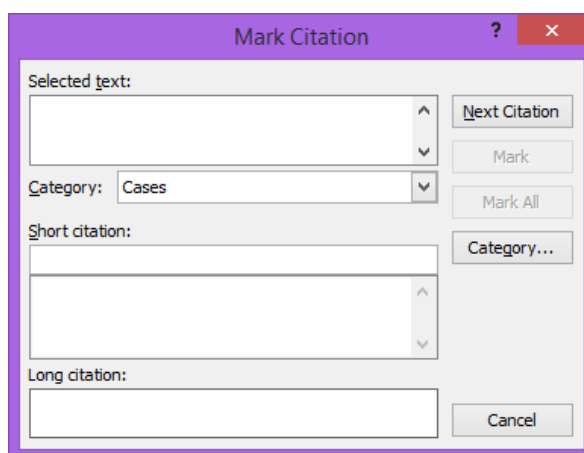 Mark Citation
?
Selected text:
Next Citation
Mark
Category: Cases
Mark All
Short citation:
Category...
Long citation:
Cancel